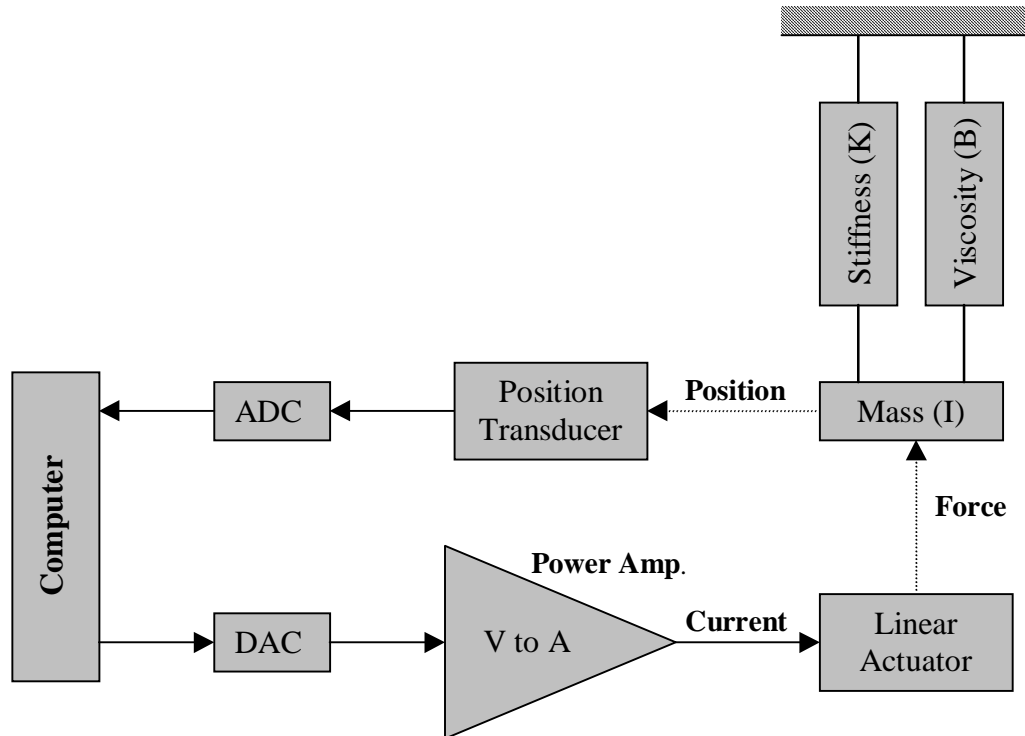 Stiffness (K)
Viscosity (B)
Computer
ADC
Position
Transducer
Position
Mass (I)
Force
DAC
Power Amp.
V to A
Current
Linear
Actuator